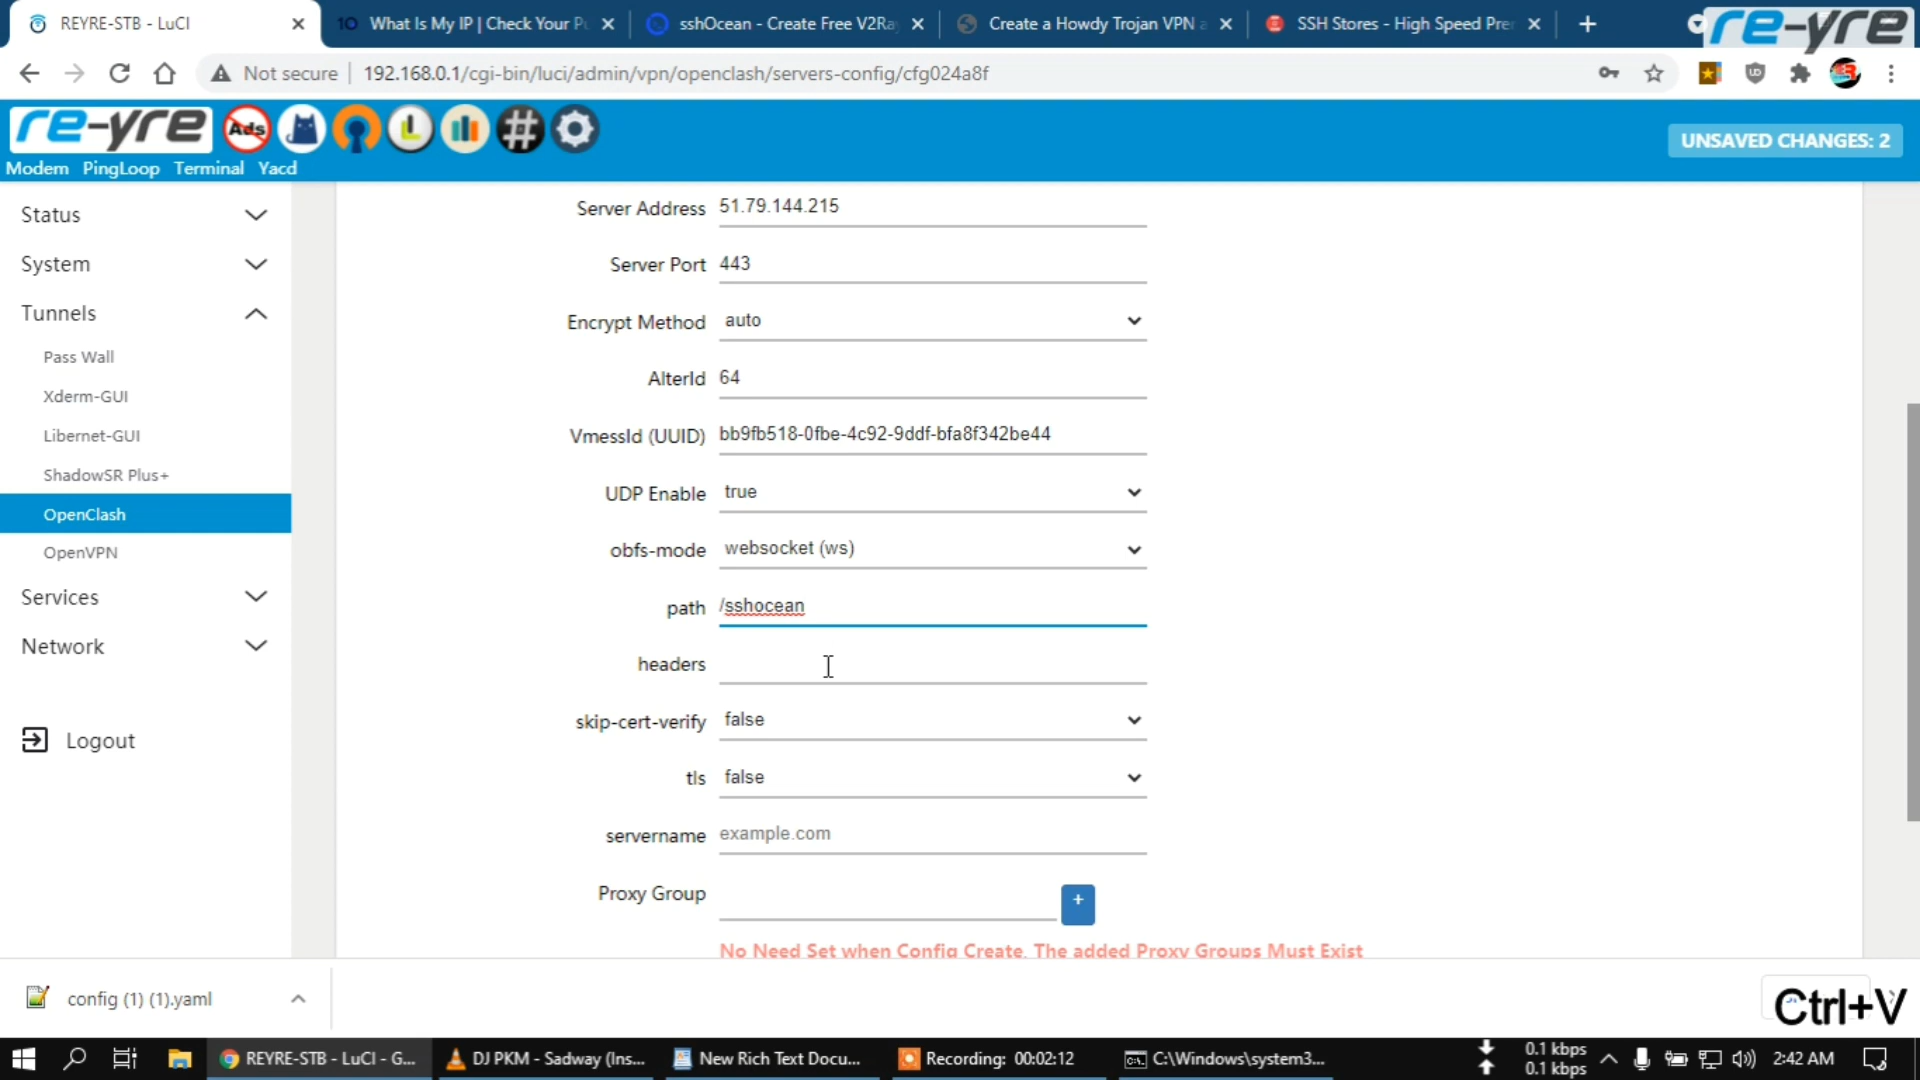 REYRE-STB - LuCI
10 What Is My IP | Check Your Pu
sshOcean - Create Free V2Ray
Create a Howdy Trojan VPN a
SSH Stores - High Speed Prem
re-yre
Not secure | 192.168.0.1/cgi-bin/luci/admin/vpn/openclash/servers-config/cfg024a8f
re-yre
Ads
UNSAVED CHANGES: 2
Modem PingLoop Terminal Yacd
Status
System
Tunnels
Pass Wall
Xderm-GUI
Libernet-GUI
ShadowSR Plus+
OpenClash
OpenVPN
Services
Network
Logout
Server Address 51.79.144.215
Server Port 443
Encrypt Method auto
AlterId 64
VmessId (UUID) bb9fb518-0fbe-4c92-9ddf-bfa8f342be44
UDP Enable true
obfs-mode websocket (ws)
path /sshocean
headers
skip-cert-verify false
tls false
servername example.com
Proxy Group +
No Need Set when Config Create, The added Proxy Groups Must Exist
config (1) (1).yaml
Ctrl+V
REYRE-STB - LuCI - G...
DJ PKM - Sadway (Ins...
New Rich Text Docu...
Recording: 00:02:12
C:\Windows\system3...
0.1 kbps
0.1 kbps
2:42 AM